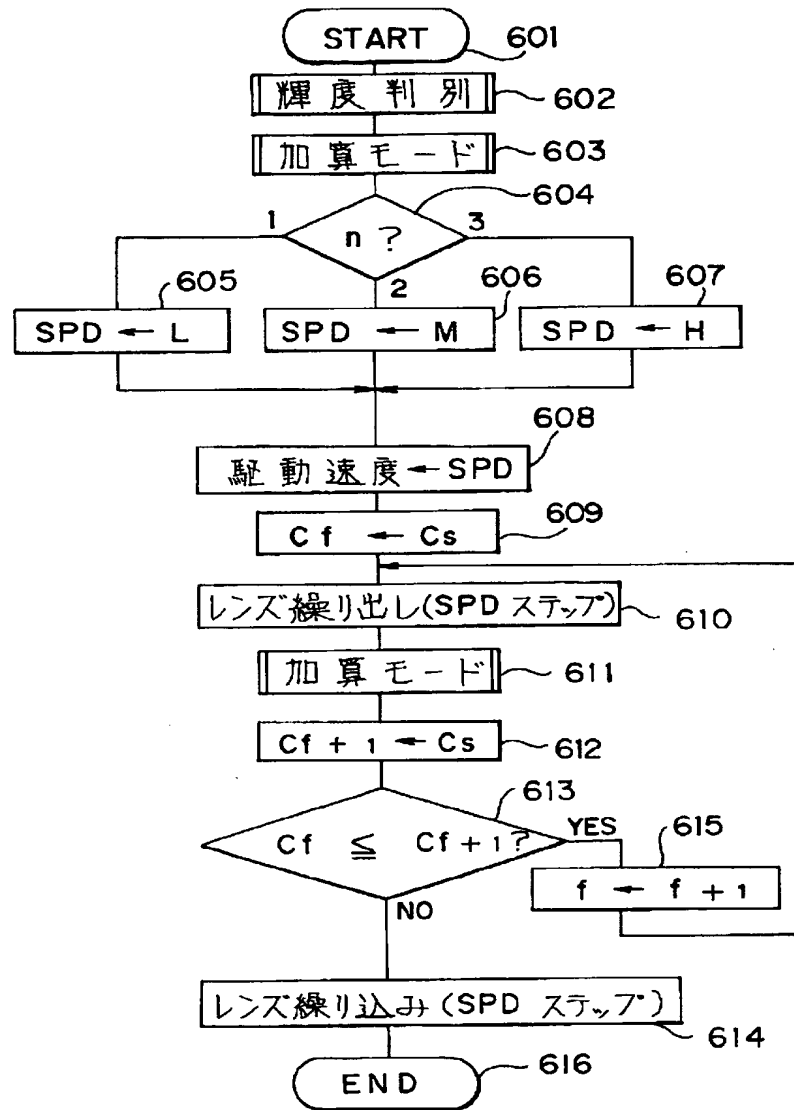 START
601
輝度判別
602
加算モード
603
604
1
n ?
3
2
605
606
607
SPD ← L
SPD ← M
SPD ← H
608
駆動速度←SPD
609
Cf ← Cs
レンズ繰り出し(SPD ステップ)
610
加算モード
611
Cf + 1 ← Cs
612
613
Cf ≦ Cf + 1?
YES
615
f ← f + 1
NO
レンズ繰り込み(SPD ステップ)
614
END
616